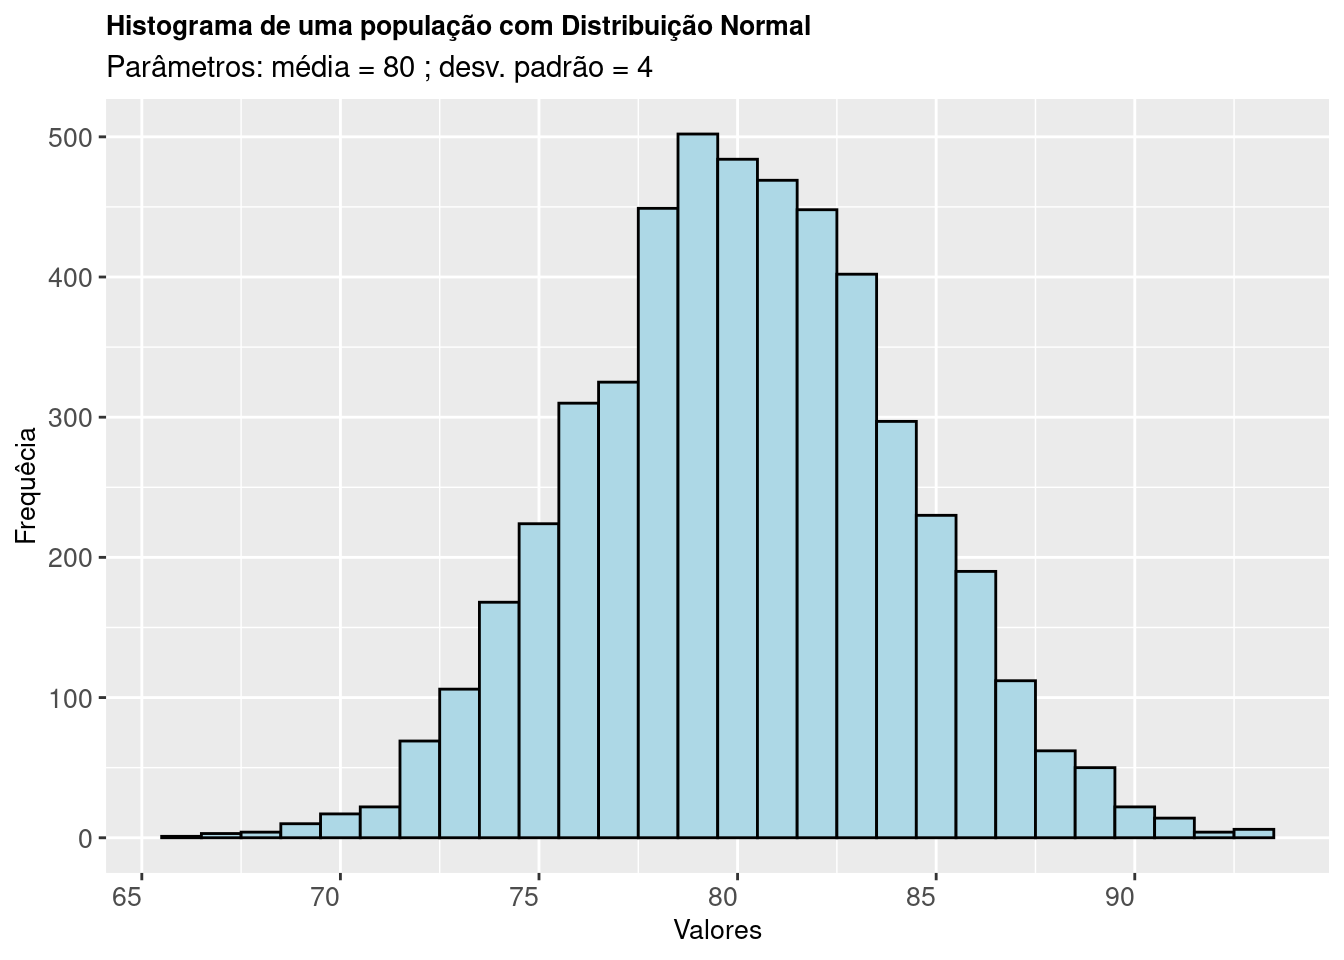 Histograma de uma população com Distribuição Normal
Parâmetros: média = 80 ; desv. padrão = 4
500
400
300
200
100
0
Frequêcia
65 70 75 80 85 90
Valores